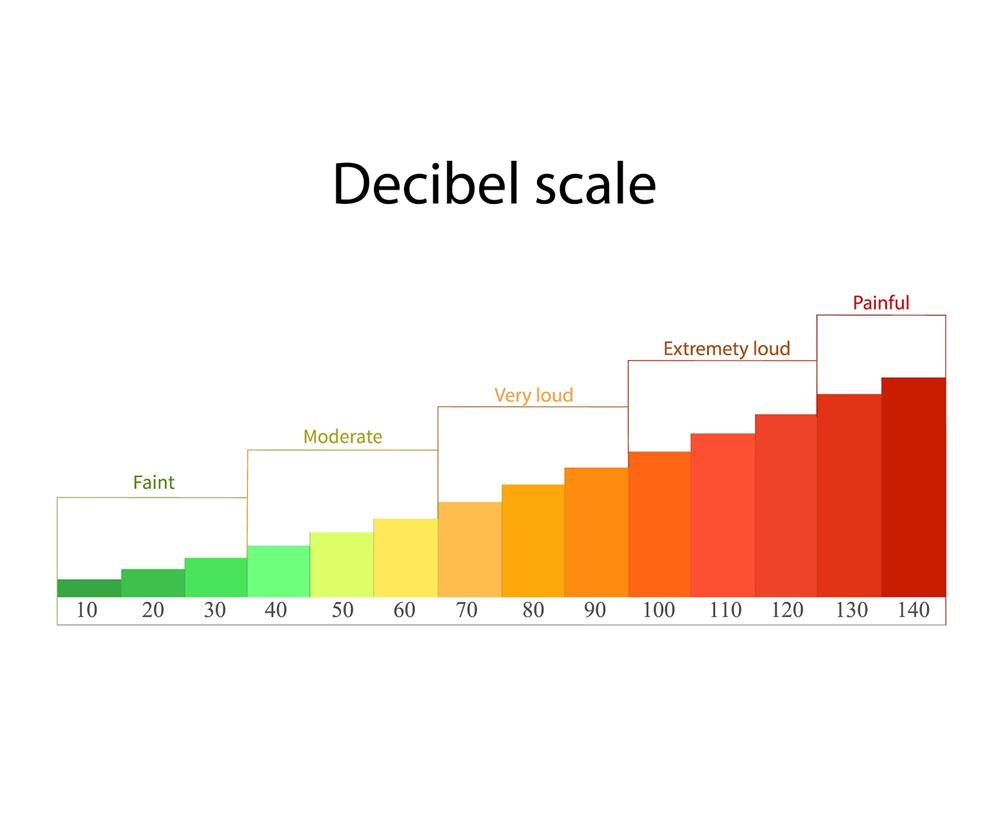 Decibel scale
Painful
Extremety loud
Very loud
Moderate
Faint
10 20 30 40 50 60 70 80 90 100 110 120 130 140